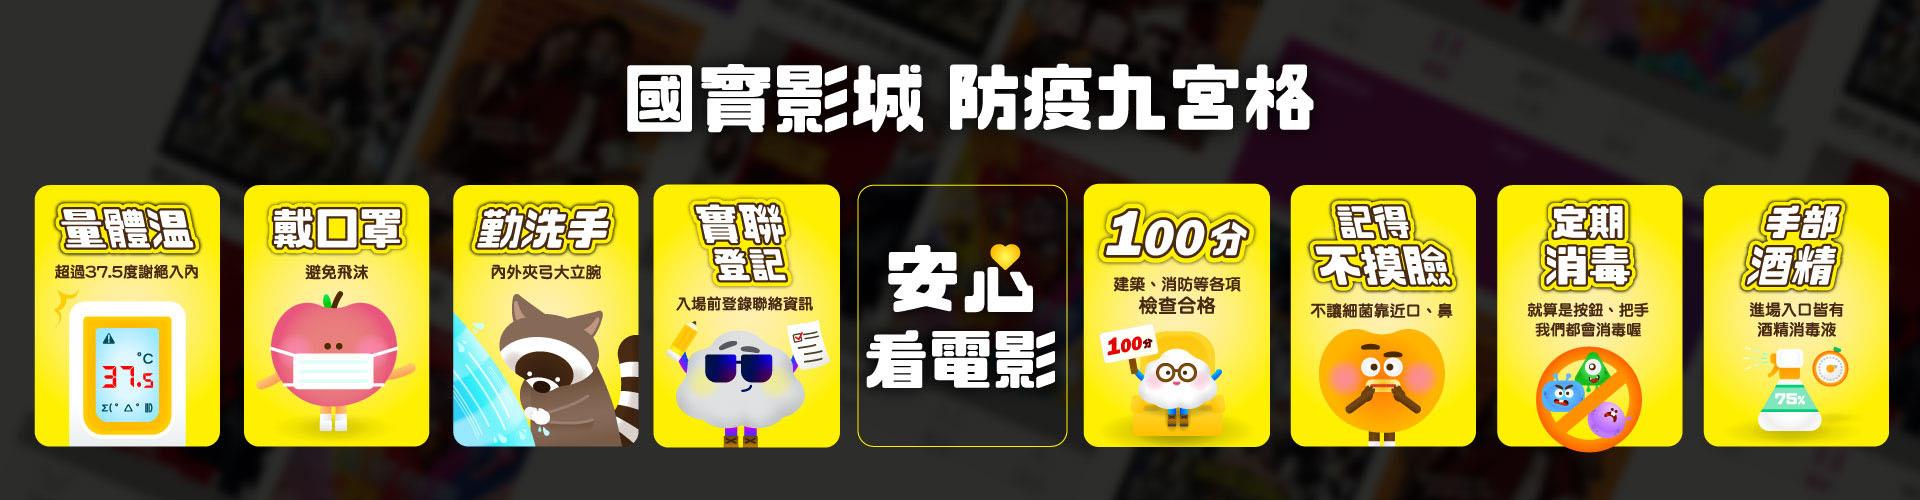 國賓影城 防疫九宮格
量體溫
超過37.5度謝絕入內
°C
37.5
Σ(ﾟДﾟ)
戴口罩
避免飛沫
勤洗手
內外夾弓大立腕
實聯
登記
入場前登錄聯絡資訊
安心
看電影
100分
建築、消防等各項
檢查合格
100分
記得
不摸臉
不讓細菌靠近口、鼻
定期
消毒
就算是按鈕、把手
我們都會消毒喔
手部
酒精
進場入口皆有
酒精消毒液
75%